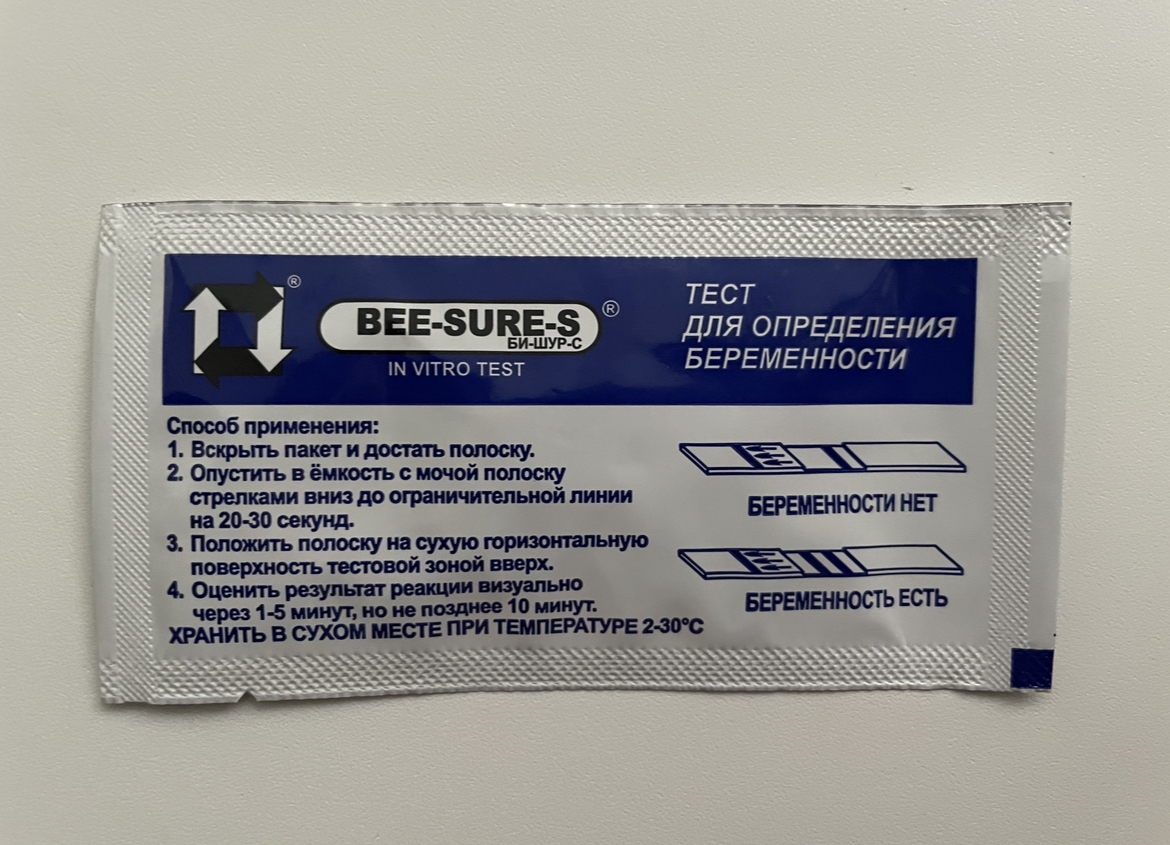 ®
BEE-SURE-S ®
БИ-ШУР-С
IN VITRO TEST
ТЕСТ
ДЛЯ ОПРЕДЕЛЕНИЯ
БЕРЕМЕННОСТИ
Способ применения:
1. Вскрыть пакет и достать полоску.
2. Опустить в ёмкость с мочой полоску
стрелками вниз до ограничительной линии
на 20-30 секунд.
3. Положить полоску на сухую горизонтальную
поверхность тестовой зоной вверх.
4. Оценить результат реакции визуально
через 1-5 минут, но не позднее 10 минут.
ХРАНИТЬ В СУХОМ МЕСТЕ ПРИ ТЕМПЕРАТУРЕ 2-30°С
БЕРЕМЕННОСТИ НЕТ
БЕРЕМЕННОСТЬ ЕСТЬ